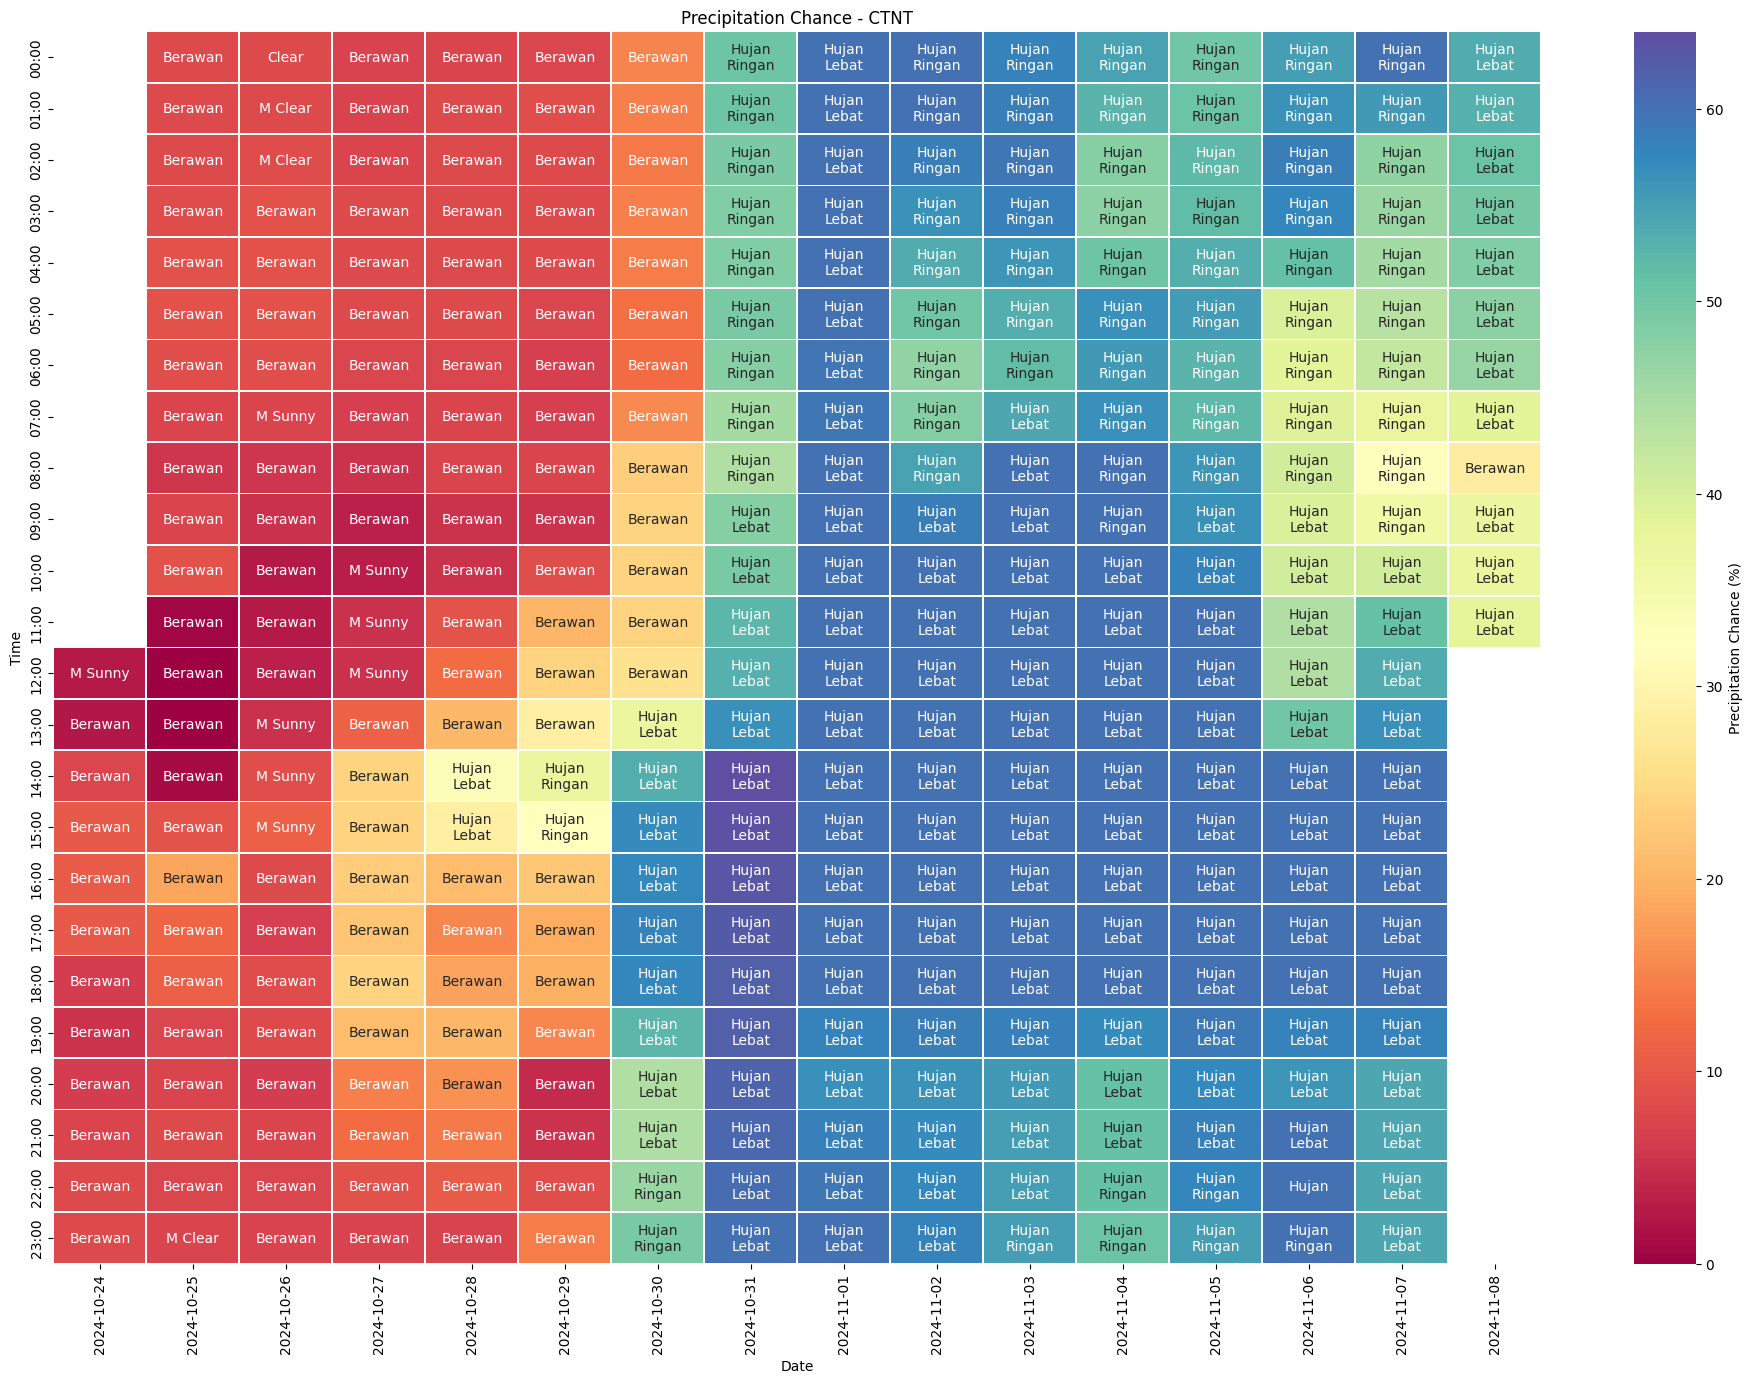 Precipitation Chance - CTNT
00:00 Berawan Clear Berawan Berawan Berawan Berawan Hujan Ringan Hujan Lebat Hujan Ringan Hujan Ringan Hujan Ringan Hujan Ringan Hujan Ringan Hujan Ringan Hujan Lebat
01:00 Berawan M Clear Berawan Berawan Berawan Berawan Hujan Ringan Hujan Lebat Hujan Ringan Hujan Ringan Hujan Ringan Hujan Ringan Hujan Ringan Hujan Ringan Hujan Lebat
02:00 Berawan M Clear Berawan Berawan Berawan Berawan Hujan Ringan Hujan Lebat Hujan Ringan Hujan Ringan Hujan Ringan Hujan Ringan Hujan Ringan Hujan Ringan Hujan Lebat
03:00 Berawan Berawan Berawan Berawan Berawan Berawan Hujan Ringan Hujan Lebat Hujan Ringan Hujan Ringan Hujan Ringan Hujan Ringan Hujan Ringan Hujan Ringan Hujan Lebat
04:00 Berawan Berawan Berawan Berawan Berawan Berawan Hujan Ringan Hujan Lebat Hujan Ringan Hujan Ringan Hujan Ringan Hujan Ringan Hujan Ringan Hujan Ringan Hujan Lebat
05:00 Berawan Berawan Berawan Berawan Berawan Berawan Hujan Ringan Hujan Lebat Hujan Ringan Hujan Ringan Hujan Ringan Hujan Ringan Hujan Ringan Hujan Ringan Hujan Lebat
06:00 Berawan Berawan Berawan Berawan Berawan Berawan Hujan Ringan Hujan Lebat Hujan Ringan Hujan Ringan Hujan Ringan Hujan Ringan Hujan Ringan Hujan Ringan Hujan Lebat
07:00 Berawan M Sunny Berawan Berawan Berawan Berawan Hujan Ringan Hujan Lebat Hujan Ringan Hujan Lebat Hujan Ringan Hujan Ringan Hujan Ringan Hujan Ringan Hujan Lebat
08:00 Berawan Berawan Berawan Berawan Berawan Berawan Hujan Ringan Hujan Lebat Hujan Ringan Hujan Lebat Hujan Ringan Hujan Ringan Hujan Ringan Hujan Ringan Berawan
09:00 Berawan Berawan Berawan Berawan Berawan Berawan Hujan Lebat Hujan Lebat Hujan Lebat Hujan Lebat Hujan Ringan Hujan Lebat Hujan Lebat Hujan Ringan Hujan Lebat
10:00 Berawan Berawan M Sunny Berawan Berawan Berawan Hujan Lebat Hujan Lebat Hujan Lebat Hujan Lebat Hujan Lebat Hujan Lebat Hujan Lebat Hujan Lebat Hujan Lebat
11:00 Berawan Berawan M Sunny Berawan Berawan Berawan Hujan Lebat Hujan Lebat Hujan Lebat Hujan Lebat Hujan Lebat Hujan Lebat Hujan Lebat Hujan Lebat Hujan Lebat
12:00 M Sunny Berawan Berawan M Sunny Berawan Berawan Berawan Hujan Lebat Hujan Lebat Hujan Lebat Hujan Lebat Hujan Lebat Hujan Lebat Hujan Lebat Hujan Lebat
13:00 Berawan Berawan M Sunny Berawan Berawan Berawan Hujan Lebat Hujan Lebat Hujan Lebat Hujan Lebat Hujan Lebat Hujan Lebat Hujan Lebat Hujan Lebat Hujan Lebat
14:00 Berawan Berawan M Sunny Berawan Hujan Lebat Hujan Ringan Hujan Lebat Hujan Lebat Hujan Lebat Hujan Lebat Hujan Lebat Hujan Lebat Hujan Lebat Hujan Lebat Hujan Lebat
15:00 Berawan Berawan M Sunny Berawan Hujan Lebat Hujan Ringan Hujan Lebat Hujan Lebat Hujan Lebat Hujan Lebat Hujan Lebat Hujan Lebat Hujan Lebat Hujan Lebat Hujan Lebat
16:00 Berawan Berawan Berawan Berawan Berawan Berawan Hujan Lebat Hujan Lebat Hujan Lebat Hujan Lebat Hujan Lebat Hujan Lebat Hujan Lebat Hujan Lebat Hujan Lebat
17:00 Berawan Berawan Berawan Berawan Berawan Berawan Hujan Lebat Hujan Lebat Hujan Lebat Hujan Lebat Hujan Lebat Hujan Lebat Hujan Lebat Hujan Lebat Hujan Lebat
18:00 Berawan Berawan Berawan Berawan Berawan Berawan Hujan Lebat Hujan Lebat Hujan Lebat Hujan Lebat Hujan Lebat Hujan Lebat Hujan Lebat Hujan Lebat Hujan Lebat
19:00 Berawan Berawan Berawan Berawan Berawan Berawan Hujan Lebat Hujan Lebat Hujan Lebat Hujan Lebat Hujan Lebat Hujan Lebat Hujan Lebat Hujan Lebat Hujan Lebat
20:00 Berawan Berawan Berawan Berawan Berawan Berawan Hujan Lebat Hujan Lebat Hujan Lebat Hujan Lebat Hujan Lebat Hujan Lebat Hujan Lebat Hujan Lebat Hujan Lebat
21:00 Berawan Berawan Berawan Berawan Berawan Berawan Hujan Lebat Hujan Lebat Hujan Lebat Hujan Lebat Hujan Lebat Hujan Lebat Hujan Lebat Hujan Lebat Hujan Lebat
22:00 Berawan Berawan Berawan Berawan Berawan Berawan Hujan Ringan Hujan Lebat Hujan Lebat Hujan Lebat Hujan Lebat Hujan Ringan Hujan Ringan Hujan Hujan Lebat
23:00 Berawan M Clear Berawan Berawan Berawan Berawan Hujan Ringan Hujan Lebat Hujan Lebat Hujan Lebat Hujan Ringan Hujan Ringan Hujan Ringan Hujan Ringan Hujan Lebat
Time
2024-10-24 2024-10-25 2024-10-26 2024-10-27 2024-10-28 2024-10-29 2024-10-30 2024-10-31 2024-11-01 2024-11-02 2024-11-03 2024-11-04 2024-11-05 2024-11-06 2024-11-07 2024-11-08
Date
60
50
40
30
20
10
0
Precipitation Chance (%)